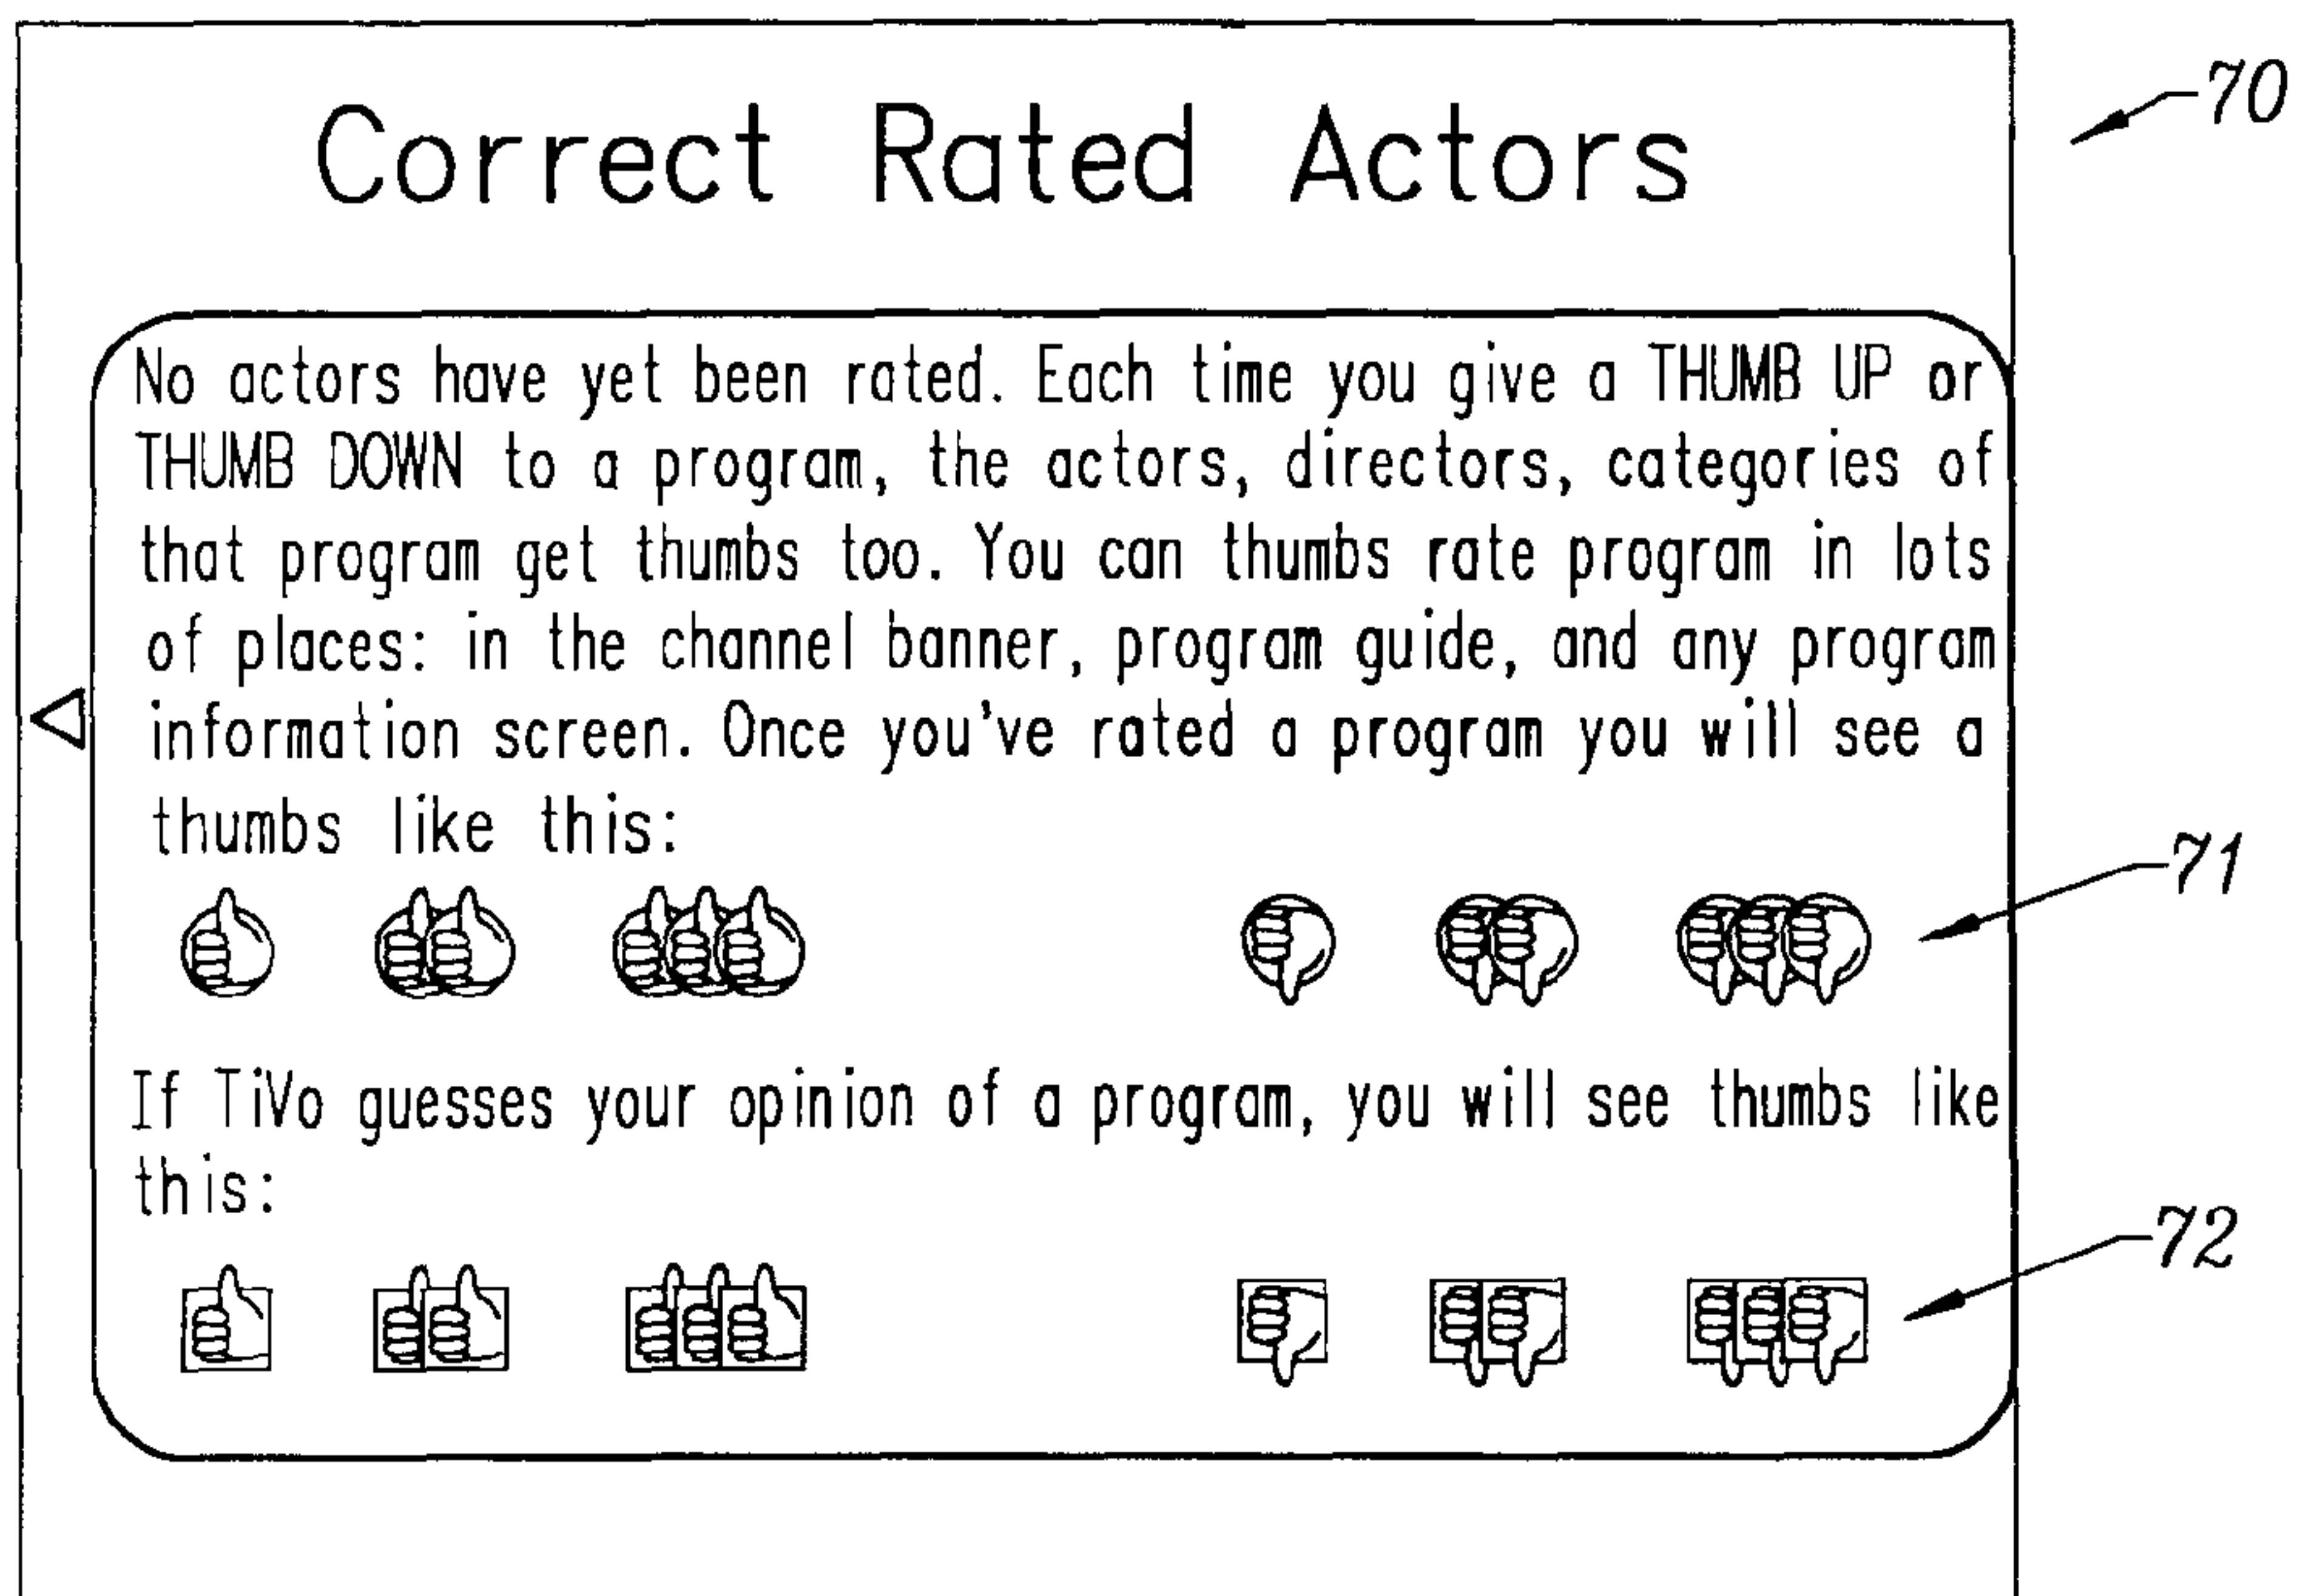 Correct Rated Actors
70
No actors have yet been rated. Each time you give a THUMB UP or
THUMB DOWN to a program, the actors, directors, categories of
that program get thumbs too. You can thumbs rate program in lots
of places: in the channel banner, program guide, and any program
information screen. Once you've rated a program you will see a
thumbs like this:
71
If TiVo guesses your opinion of a program, you will see thumbs like
this:
72